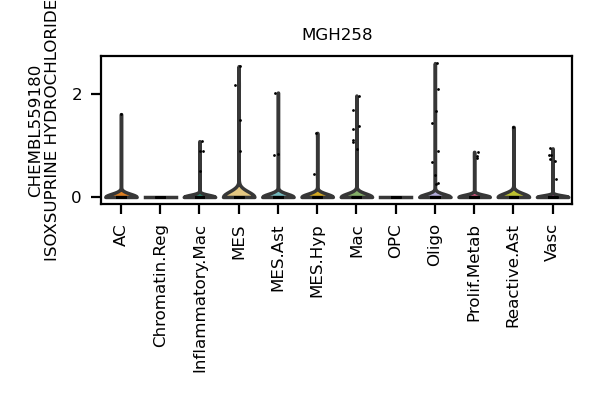 MGH258
CHEMBL559180
ISOXSUPRINE HYDROCHLORIDE
2
0
AC
Chromatin.Reg
Inflammatory.Mac
MES
MES.Ast
MES.Hyp
Mac
OPC
Oligo
Prolif.Metab
Reactive.Ast
Vasc